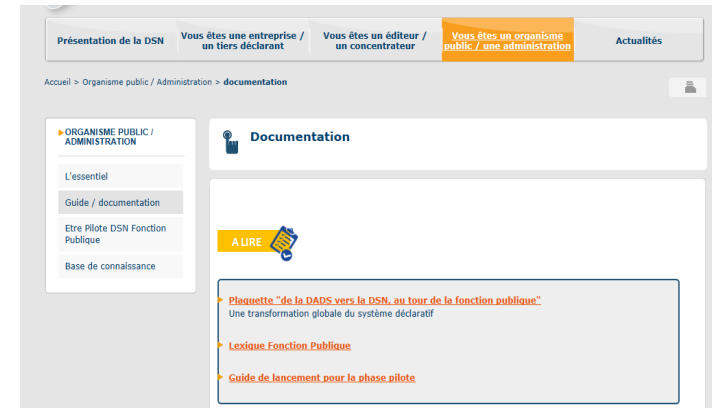 Présentation de la DSN
Vous êtes une entreprise /
un tiers déclarant
Vous êtes un éditeur /
un concentrateur
Vous êtes un organisme
public / une administration
Actualités
Accueil > Organisme public / Administration > documentation
ORGANISME PUBLIC /
ADMINISTRATION
L'essentiel
Guide / documentation
Etre Pilote DSN Fonction
Publique
Base de connaissance
Documentation
A LIRE
Plaquette "de la DADS vers la DSN, au tour de la fonction publique"
Une transformation globale du système déclaratif
Lexique Fonction Publique
Guide de lancement pour la phase pilote